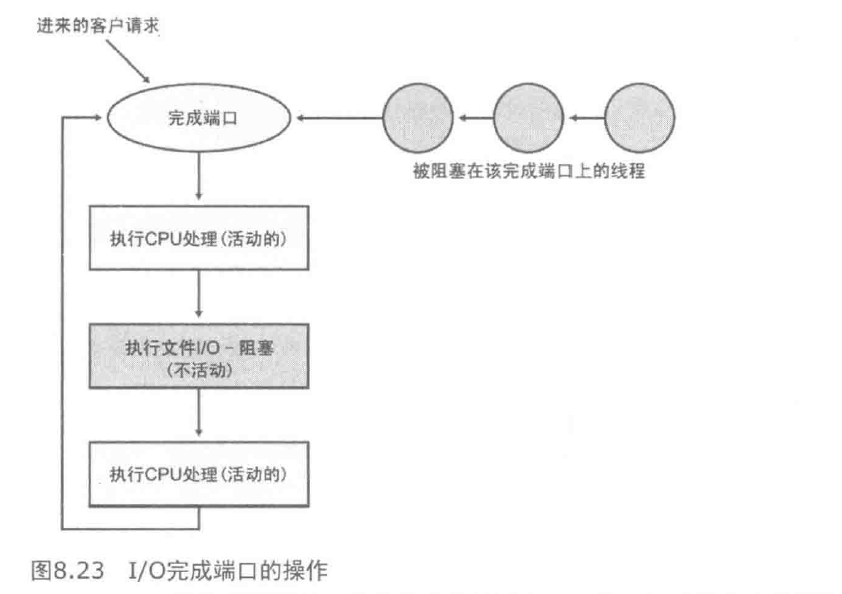 进来的客户请求
完成端口
被阻塞在该完成端口上的线程
执行CPU处理(活动的)
执行文件I/O - 阻塞
(不活动)
执行CPU处理(活动的)
图8.23 I/O完成端口的操作